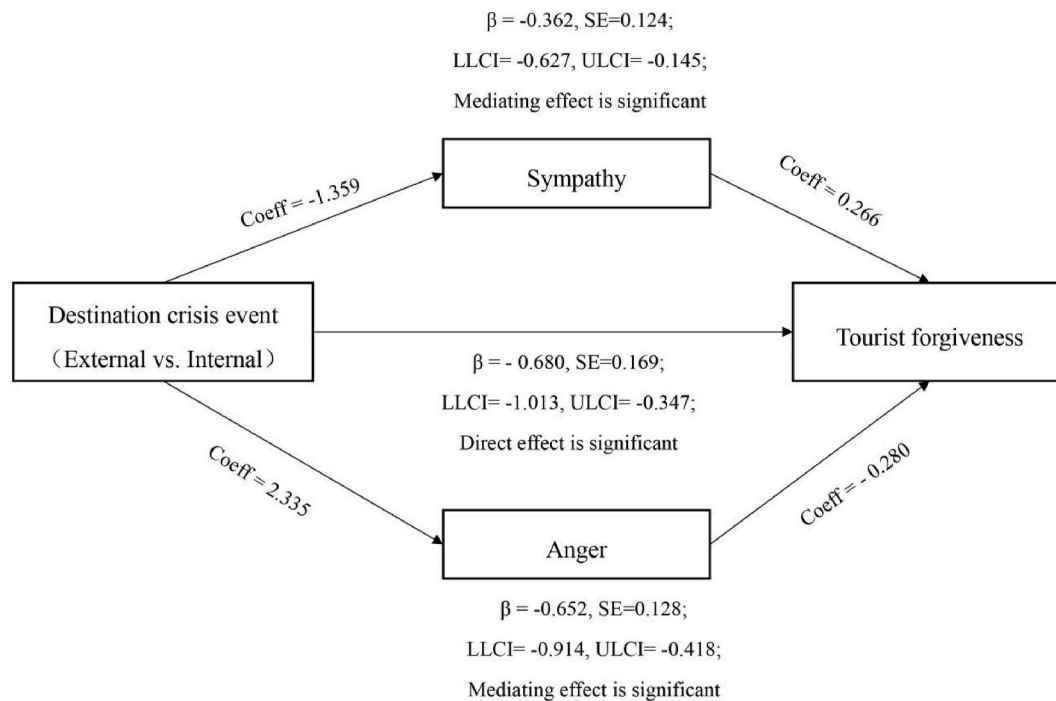 β = -0.362, SE=0.124;
LLCI= -0.627, ULCI= -0.145;
Mediating effect is significant
Sympathy
Coeff = -1.359
Coeff = 0.266
Destination crisis event
（External vs. Internal）
Tourist forgiveness
β = - 0.680, SE=0.169;
LLCI= -1.013, ULCI= -0.347;
Direct effect is significant
Coeff = 2.335
Coeff = - 0.280
Anger
β = -0.652, SE=0.128;
LLCI= -0.914, ULCI= -0.418;
Mediating effect is significant